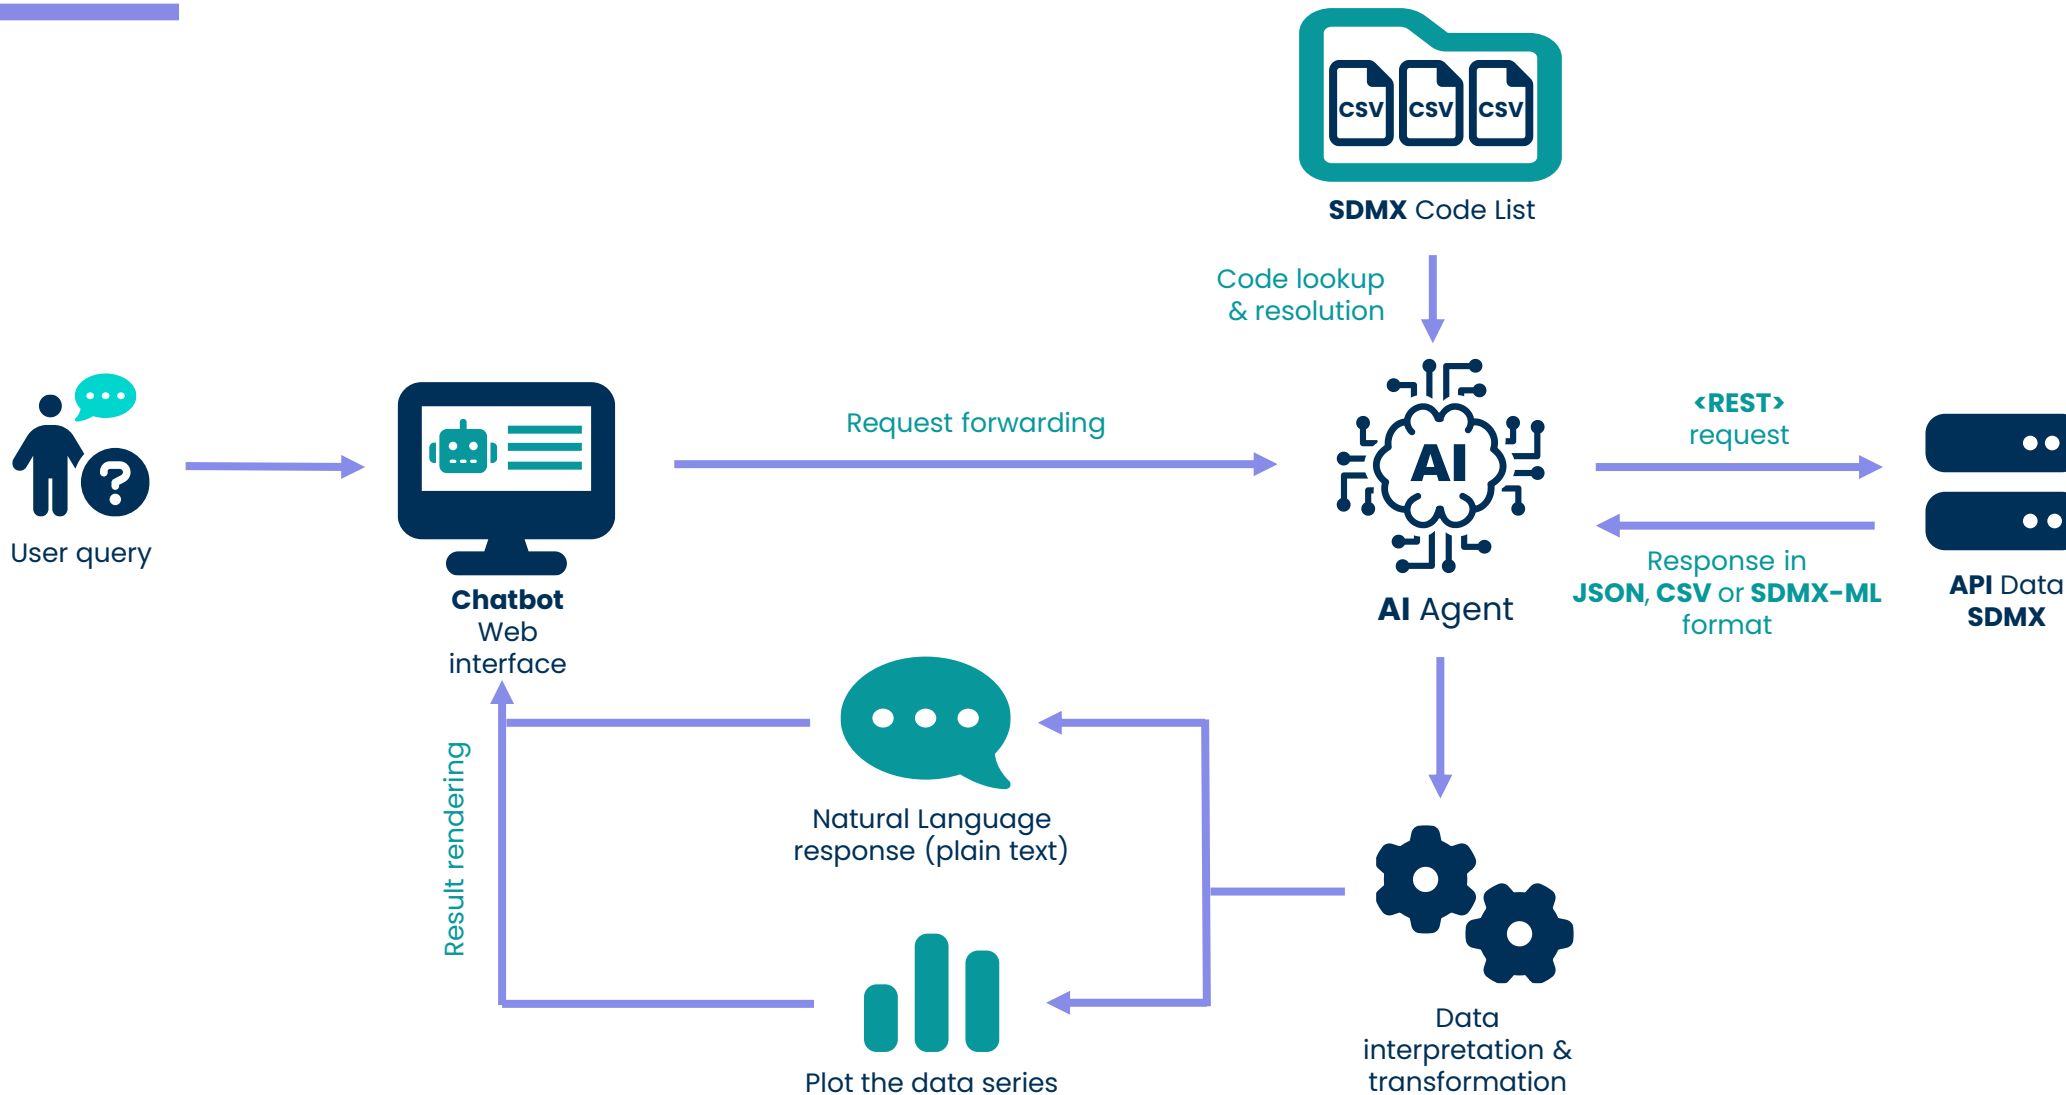 CSV CSV CSV
SDMX Code List
Code lookup
& resolution
<REST>
request
Request forwarding
AI
?
User query
Chatbot
Web
interface
AI Agent
Response in
JSON, CSV or SDMX-ML
format
API Data
SDMX
Result rendering
Natural Language
response (plain text)
Plot the data series
Data
interpretation &
transformation